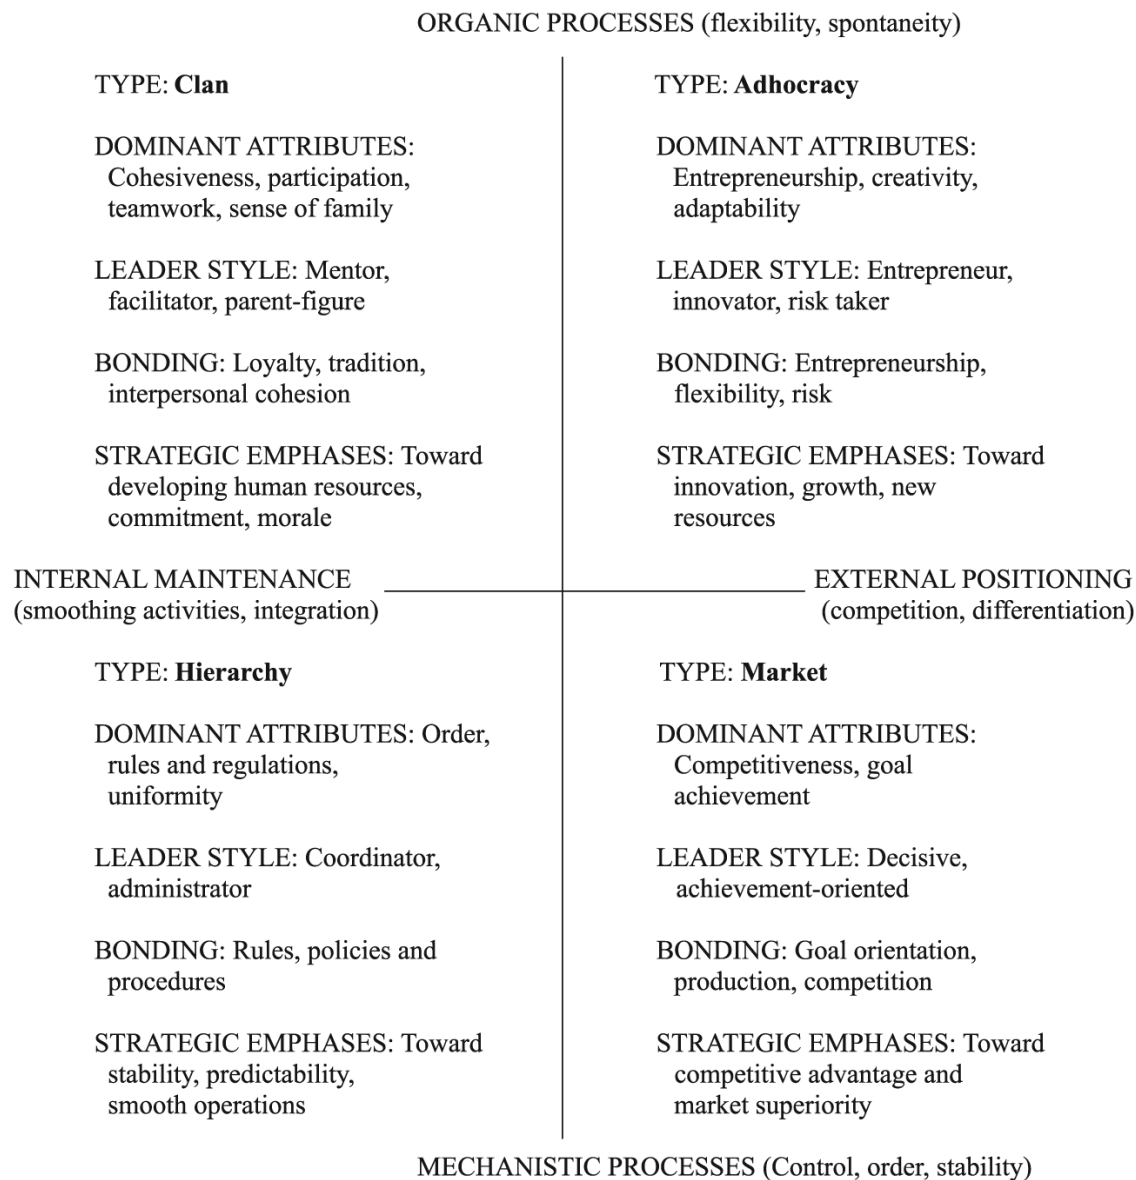 ORGANIC PROCESSES (flexibility, spontaneity)
TYPE: Clan
DOMINANT ATTRIBUTES:
Cohesiveness, participation,
teamwork, sense of family
LEADER STYLE: Mentor,
facilitator, parent-figure
BONDING: Loyalty, tradition,
interpersonal cohesion
STRATEGIC EMPHASES: Toward
developing human resources,
commitment, morale
TYPE: Adhocracy
DOMINANT ATTRIBUTES:
Entrepreneurship, creativity,
adaptability
LEADER STYLE: Entrepreneur,
innovator, risk taker
BONDING: Entrepreneurship,
flexibility, risk
STRATEGIC EMPHASES: Toward
innovation, growth, new
resources
INTERNAL MAINTENANCE
(smoothing activities, integration)
EXTERNAL POSITIONING
(competition, differentiation)
TYPE: Hierarchy
DOMINANT ATTRIBUTES: Order,
rules and regulations,
uniformity
LEADER STYLE: Coordinator,
administrator
BONDING: Rules, policies and
procedures
STRATEGIC EMPHASES: Toward
stability, predictability,
smooth operations
TYPE: Market
DOMINANT ATTRIBUTES:
Competitiveness, goal
achievement
LEADER STYLE: Decisive,
achievement-oriented
BONDING: Goal orientation,
production, competition
STRATEGIC EMPHASES: Toward
competitive advantage and
market superiority
MECHANISTIC PROCESSES (Control, order, stability)